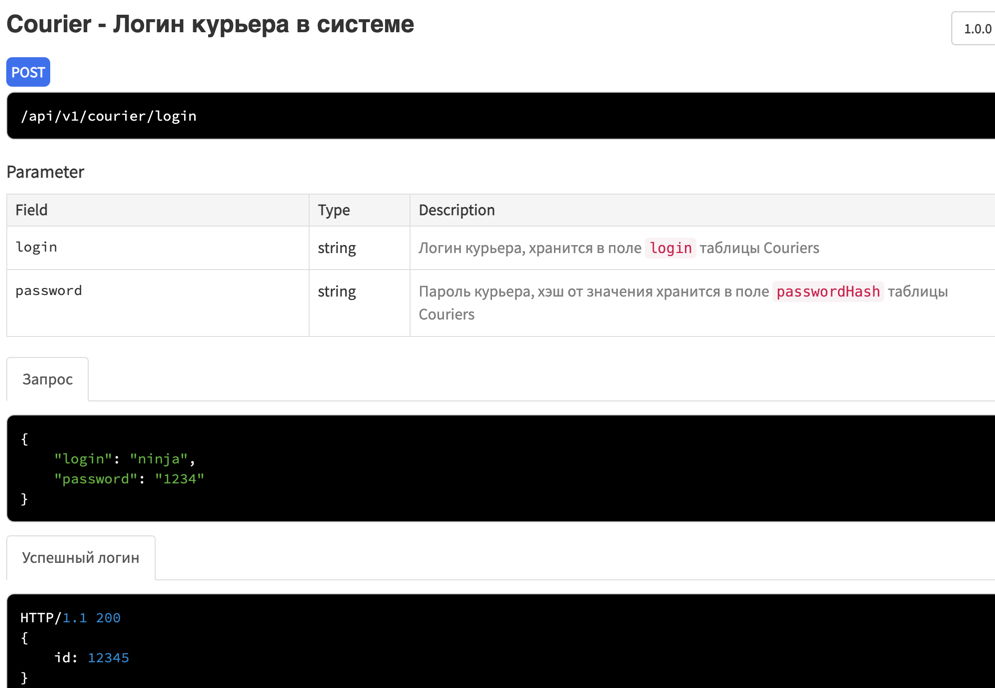 Courier - Логин курьера в системе
1.0.0
POST
/api/v1/courier/login
Parameter
Field Type Description
login string Логин курьера, хранится в поле login таблицы Couriers
password string Пароль курьера, хэш от значения хранится в поле passwordHash таблицы
Couriers
Запрос
{
    "login": "ninja",
    "password": "1234"
}
Успешный логин
HTTP/1.1 200
{
    id: 12345
}